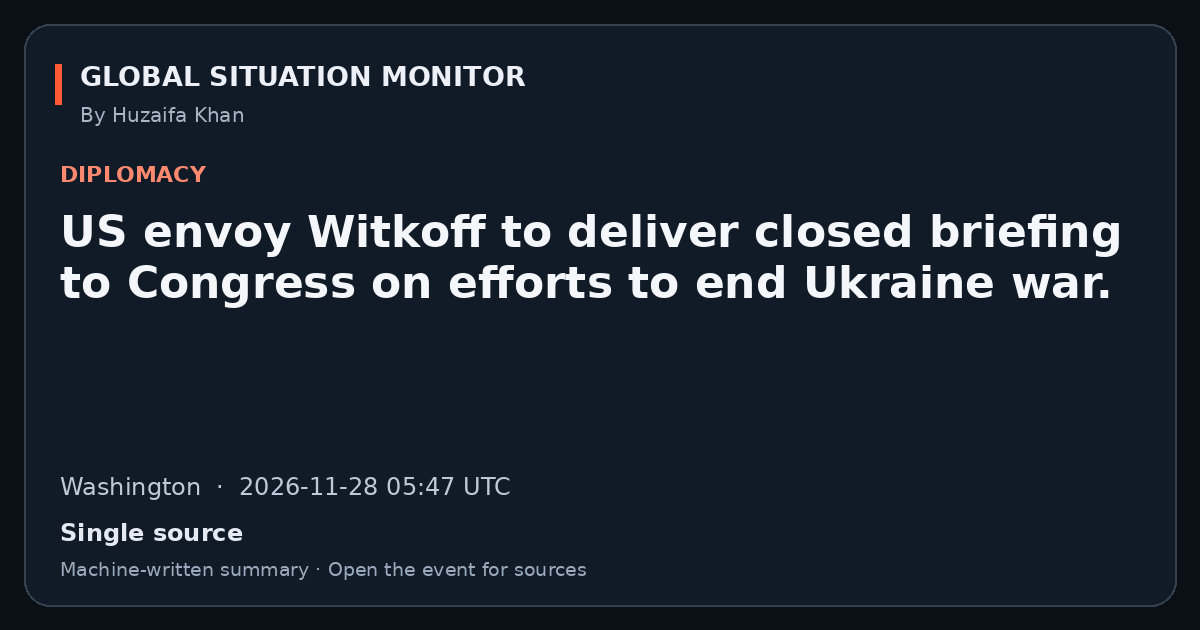 GLOBAL SITUATION MONITOR
By Huzaifa Khan
DIPLOMACY
US envoy Witkoff to deliver closed briefing
to Congress on efforts to end Ukraine war.
Washington · 2026-11-28 05:47 UTC
Single source
Machine-written summary · Open the event for sources